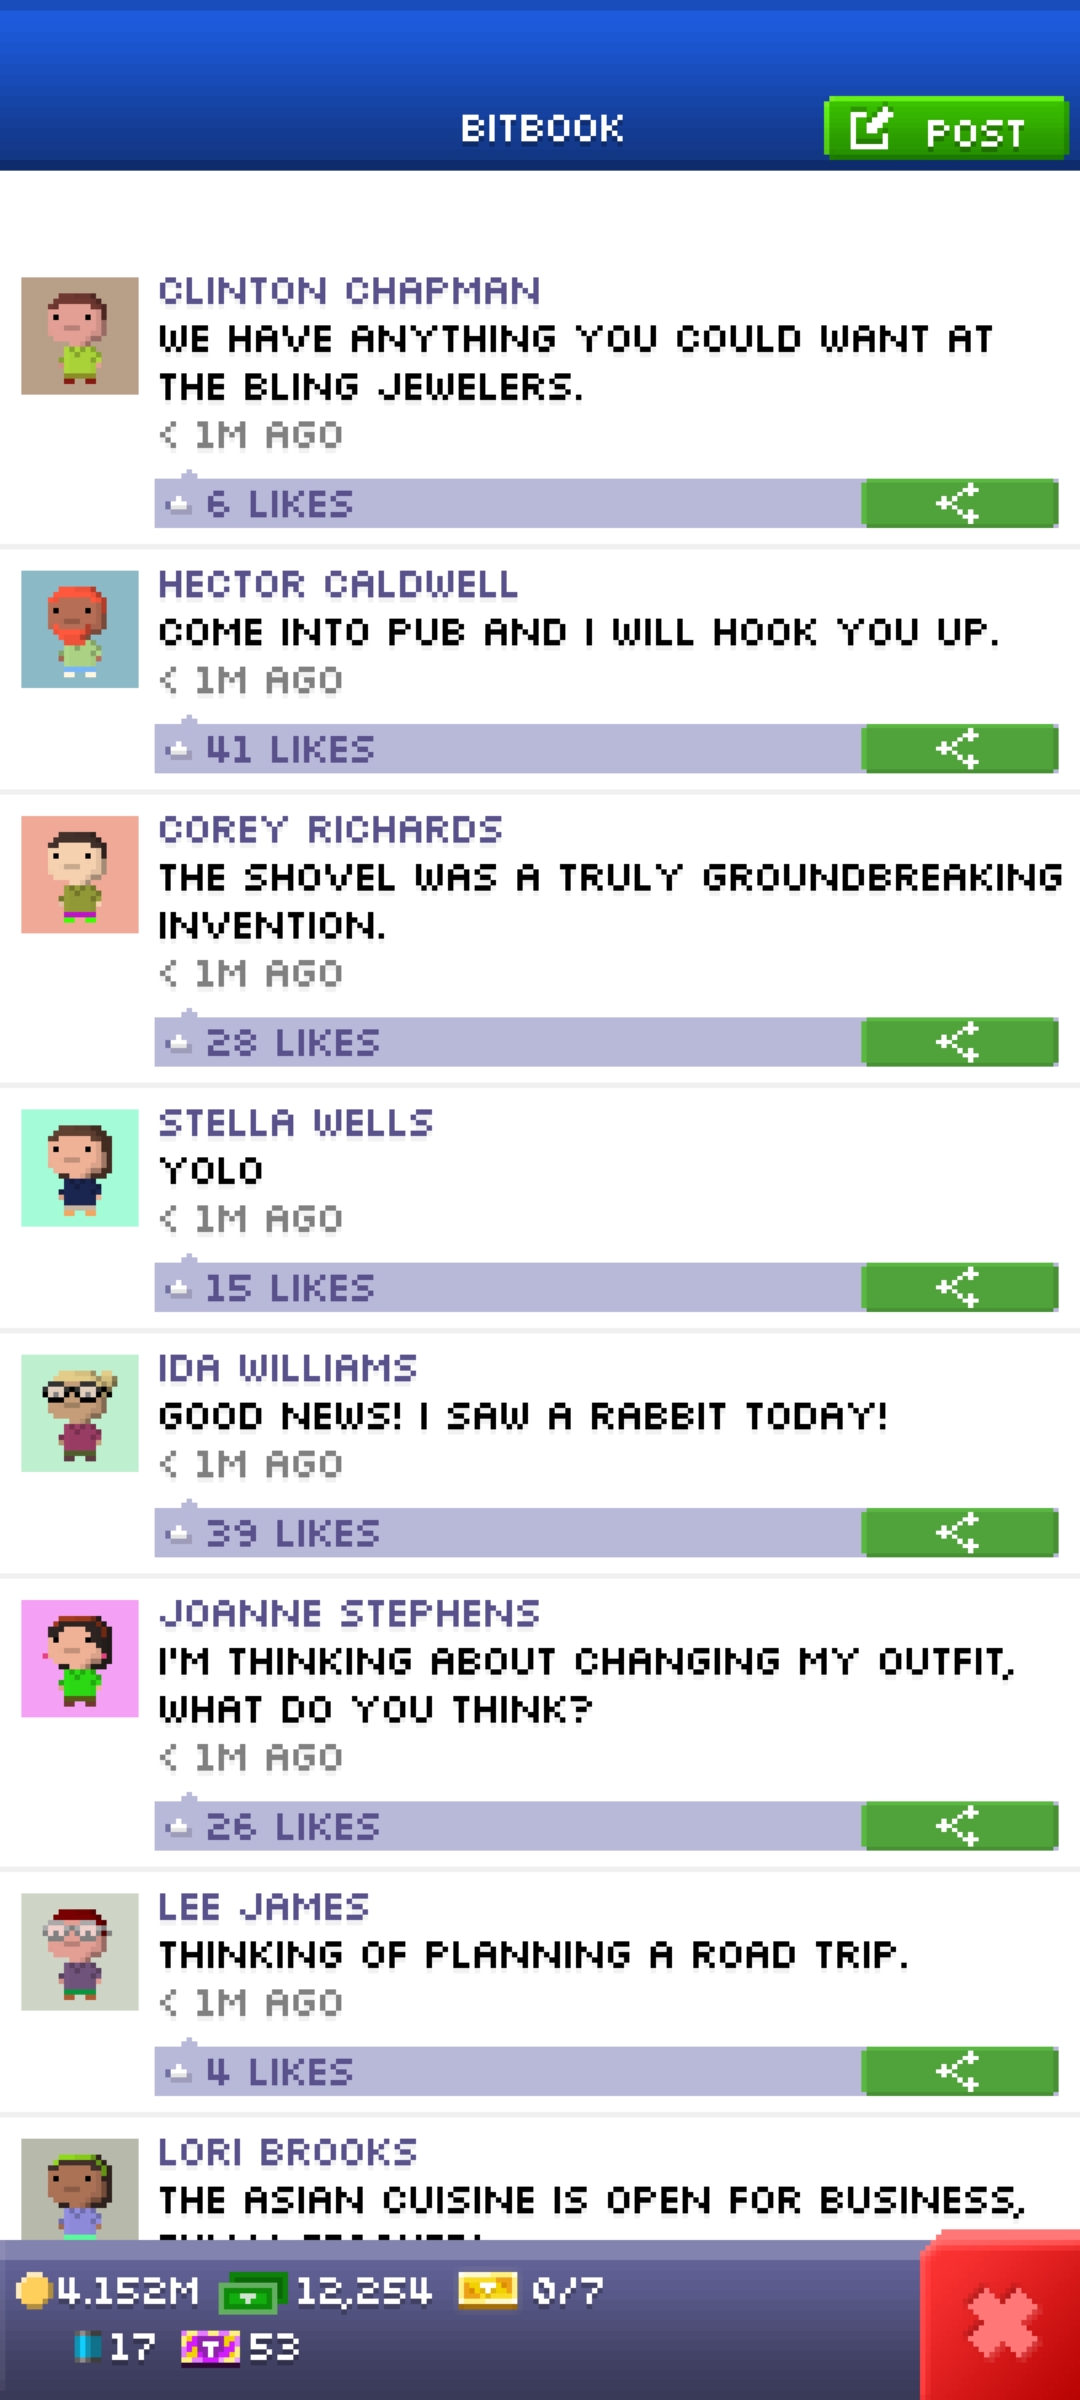 BITBOOK
POST
CLINTON CHAPMAN
WE HAVE ANYTHING YOU COULD WANT AT
THE BLING JEWELERS.
< 1M AGO
6 LIKES
HECTOR CALDWELL
COME INTO PUB AND I WILL HOOK YOU UP.
< 1M AGO
41 LIKES
COREY RICHARDS
THE SHOVEL WAS A TRULY GROUNDBREAKING
INVENTION.
< 1M AGO
28 LIKES
STELLA WELLS
YOLO
< 1M AGO
15 LIKES
IDA WILLIAMS
GOOD NEWS! I SAW A RABBIT TODAY!
< 1M AGO
39 LIKES
JOANNE STEPHENS
I'M THINKING ABOUT CHANGING MY OUTFIT,
WHAT DO YOU THINK?
< 1M AGO
26 LIKES
LEE JAMES
THINKING OF PLANNING A ROAD TRIP.
< 1M AGO
4 LIKES
LORI BROOKS
THE ASIAN CUISINE IS OPEN FOR BUSINESS,
4.152M 12,254 0/7
17 53